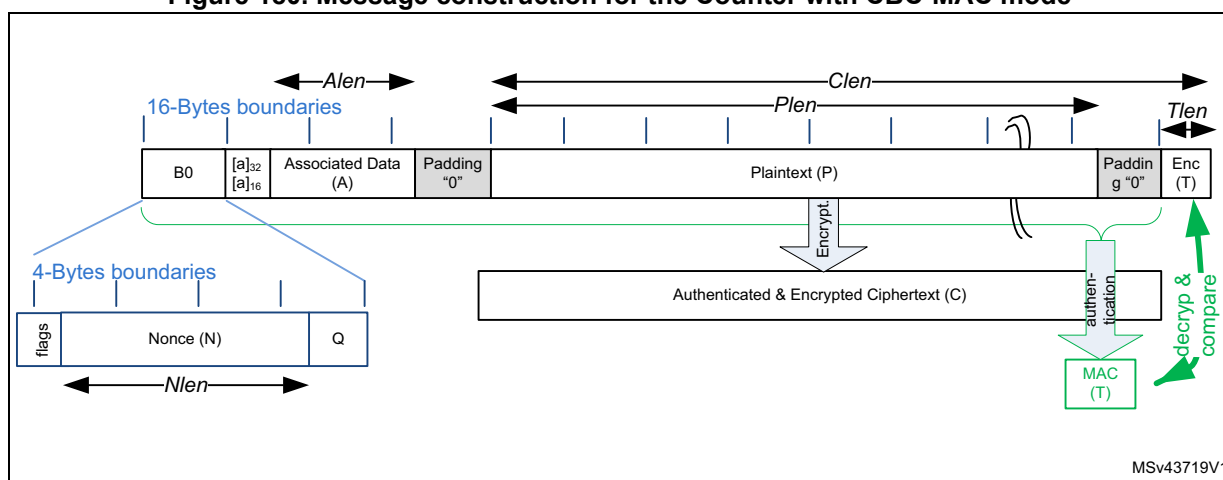 Figure 180. Message construction for the Counter with CBC-MAC mode
Alen
Clen
16-Bytes boundaries
Plen
Tlen
B0
[a]32
[a]16
Associated Data
(A)
Padding
“0”
Plaintext (P)
Paddin
g “0”
Enc
(T)
Encrypt.
4-Bytes boundaries
Authenticated & Encrypted Ciphertext (C)
authen-
tication
decryp &
compare
flags
Nonce (N)
Q
Nlen
MAC
(T)
MSv43719V1